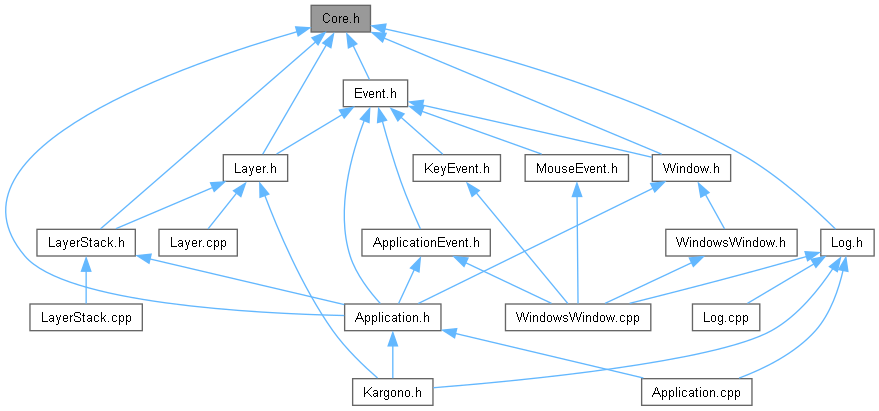 Core.h
Event.h
Layer.h
KeyEvent.h
MouseEvent.h
Window.h
LayerStack.h
Layer.cpp
ApplicationEvent.h
WindowsWindow.h
Log.h
LayerStack.cpp
Application.h
WindowsWindow.cpp
Log.cpp
Kargono.h
Application.cpp